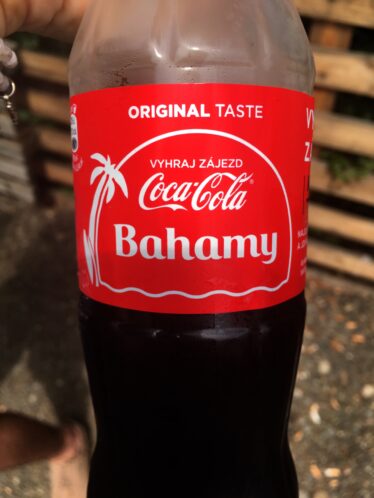 ORIGINAL TASTE
VYHRAJ ZÁJEZD
Coca-Cola
Bahamy